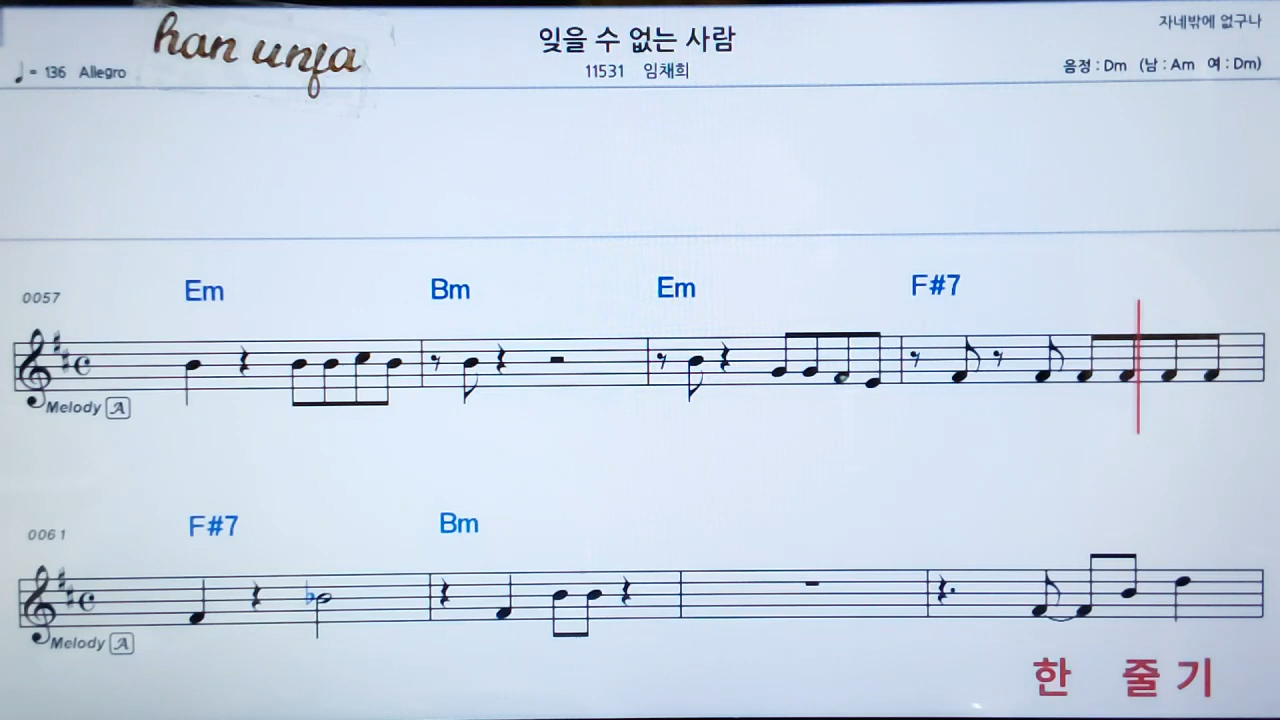 han unfa
잊을 수 없는 사람
자네밖에 없구나
♩= 136 Allegro
11531 임채희
음정 : Dm (남 : Am 여 : Dm)
0057
Em Bm Em F#7
Melody A
0061
F#7 Bm
Melody A
한 줄 기